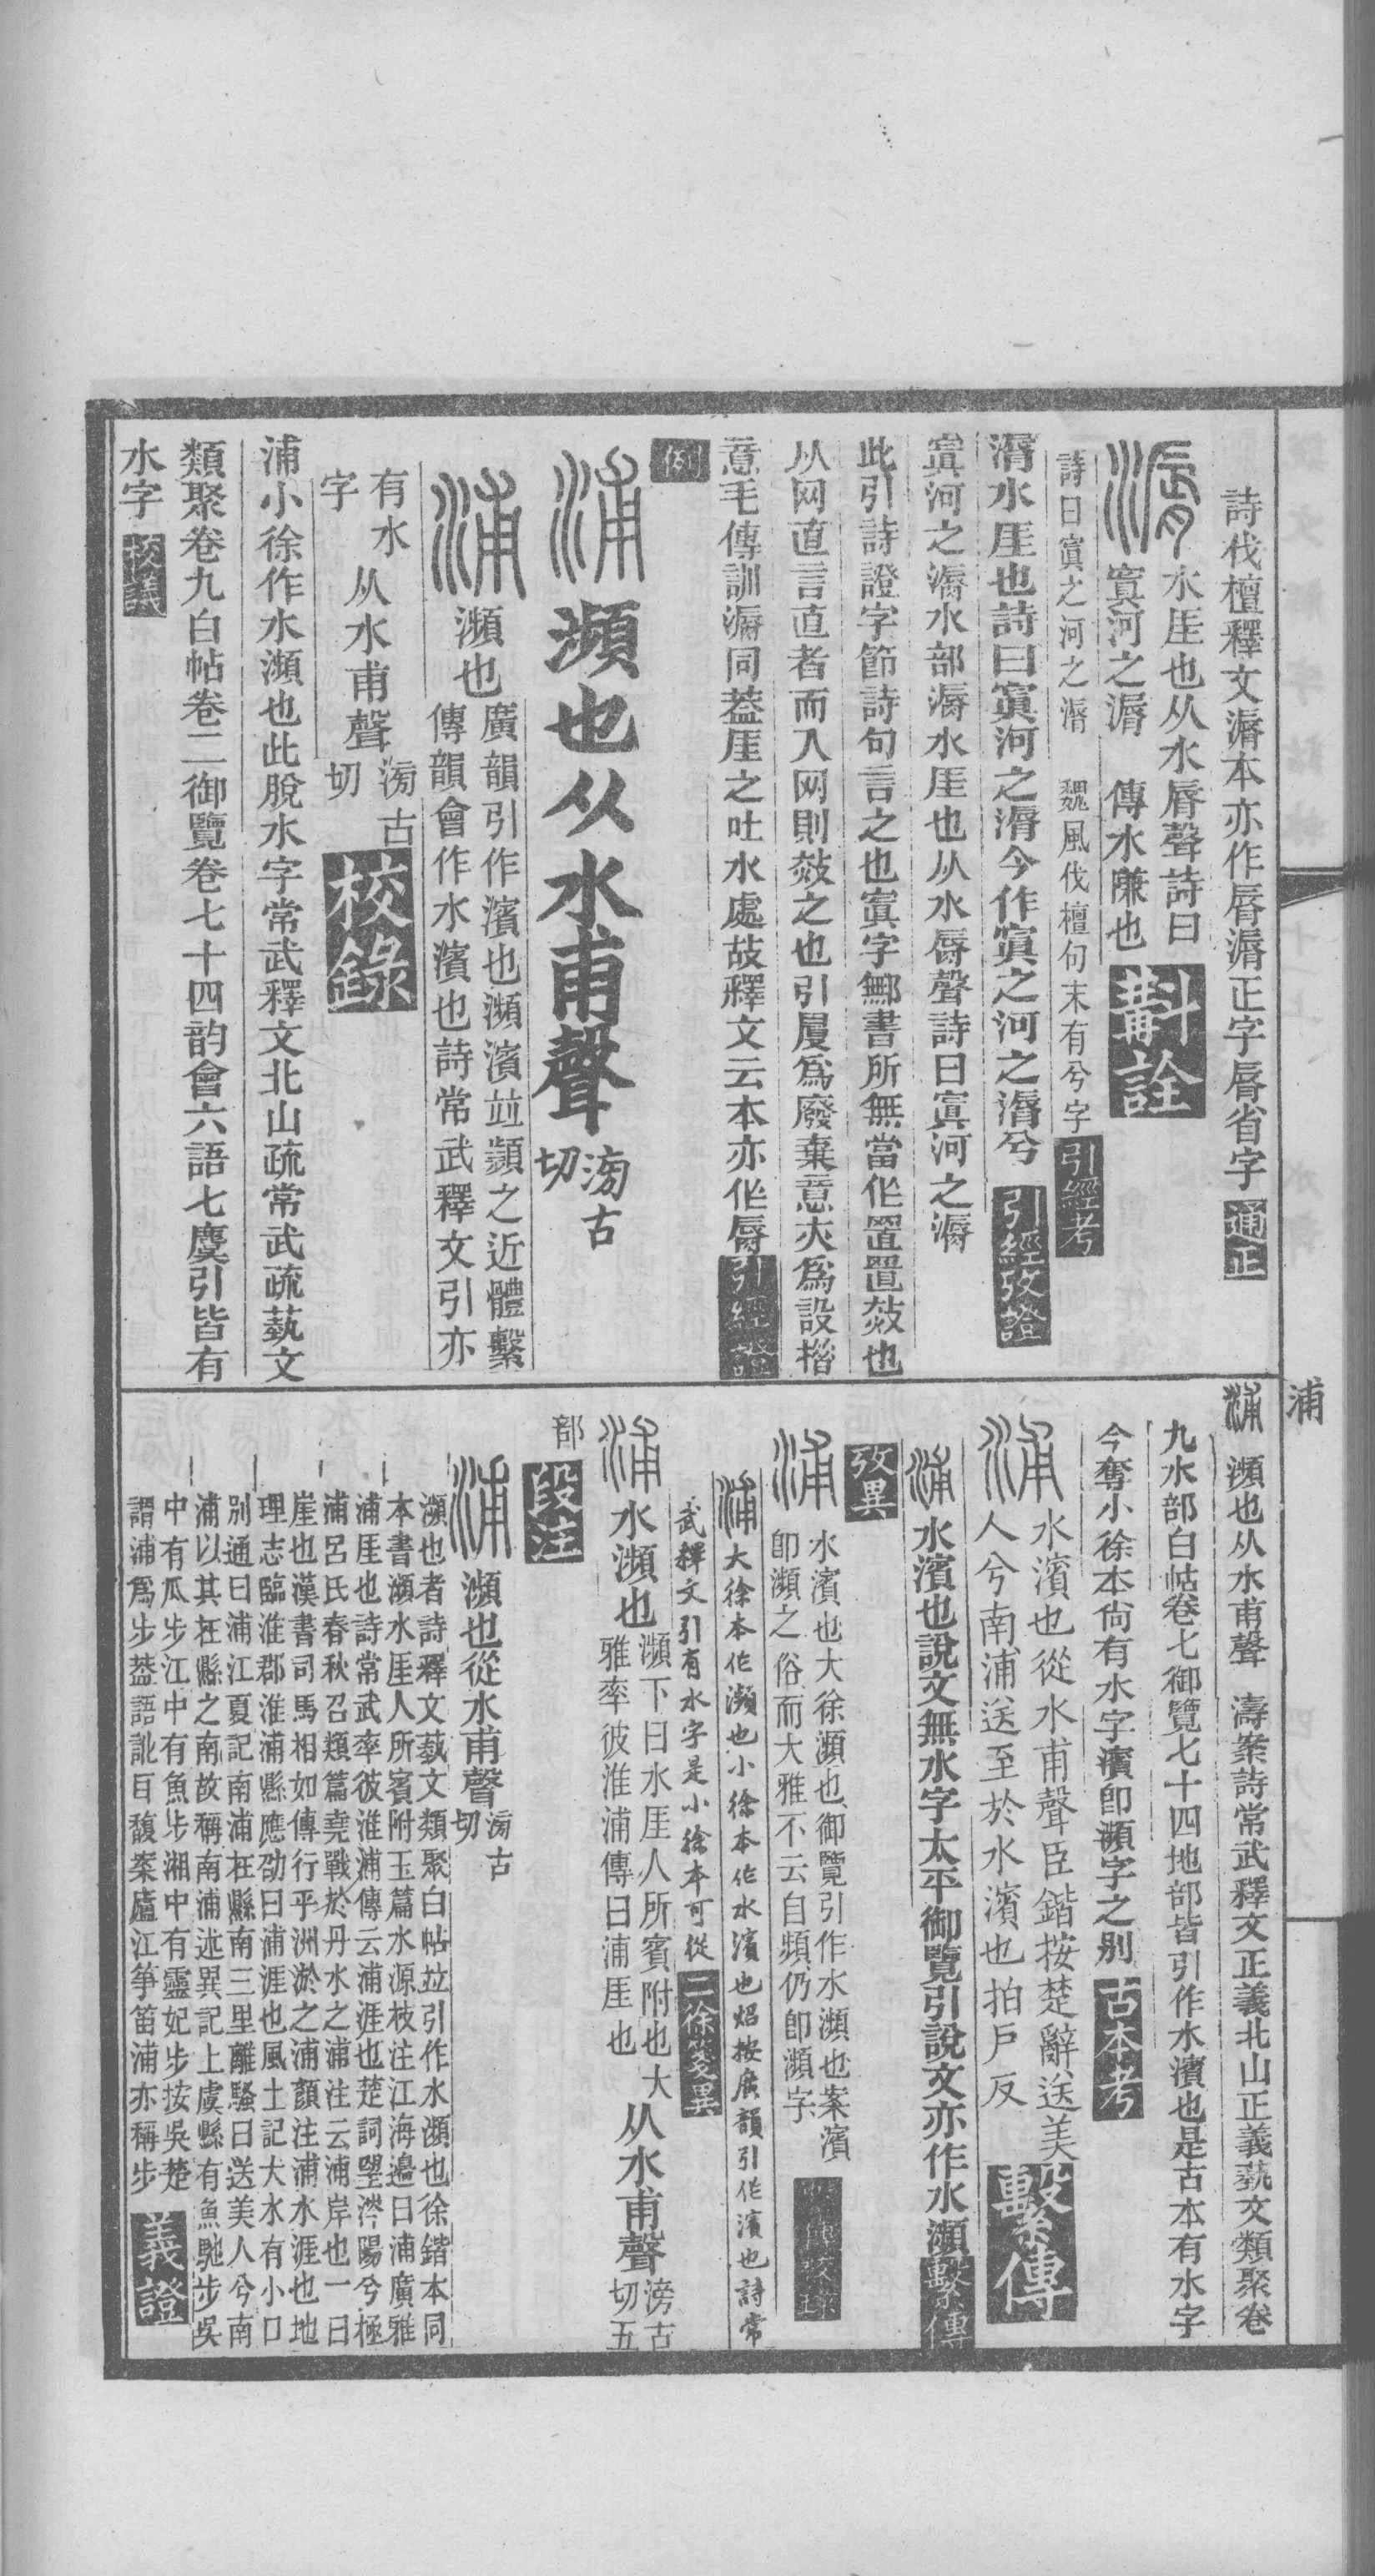 詩伐檀釋文漘本亦作脣漘正字脣省字 通正
漘 水厓也从水脣聲詩曰
寘河之漘 傳水隒也 斠詮
詩曰寘之河之漘 魏風伐檀句末有兮字 引經考
漘水厓也詩曰寘河之漘今作寘之河之漘兮 引經攷證
寘河之漘水部漘水厓也从水脣聲詩曰寘河之漘
此引詩證字節詩句言之也寘字鄦書所無當作置置赦也
从网直言直者而入网則赦之也引𢌿爲廢棄意亦爲設措
意毛傳訓漘同葢厓之吐水處故釋文云本亦作脣 引經證
例
浦 瀕也从水甫聲 滂古
切
浦 瀕也 廣韻引作濱也瀕濱竝頻之近體繫
傳韻會作水濱也詩常武釋文引亦
有水
字 从水甫聲 滂古
切 校錄
浦小徐作水瀕也此脫水字常武釋文北山疏常武疏蓺文
類聚卷九白帖卷二御覽卷七十四韵會六語七麌引皆有
水字 校議
浦
浦 瀕也从水甫聲 濤案詩常武釋文正義北山正義蓺文類聚卷
九水部白帖卷七御覽七十四地部皆引作水濱也是古本有水字
今奪小徐本尙有水字濱卽瀕字之别 古本考
浦 水濱也從水甫聲臣鍇按楚辭送美
人兮南浦送至於水濱也拍戶反 繫傳
浦 水濱也說文無水字太平御覽引說文亦作水瀕 繫傳
攷異
浦 水濱也大徐瀕也御覽引作水瀕也案濱
卽瀕之俗而大雅不云自頻仍卽瀕字
浦 大徐本作瀕也小徐本作水濱也炤按廣韻引作濱也詩常
武釋文引有水字是小徐本可從 二徐箋異
浦 水瀕也 瀕下曰水厓人所賓附也大
雅率彼淮浦傳曰浦厓也 从水甫聲 滂古
切五
部 段注
浦 瀕也從水甫聲 滂古
切
瀕也者詩釋文蓺文類聚白帖竝引作水瀕也徐鍇本同
本書瀕水厓人所賓附玉篇水源枝注江海邊曰浦廣雅
浦厓也詩常武率彼淮浦傳云浦涯也楚詞望涔陽兮極
浦呂氏春秋召類篇堯戰於丹水之浦注云浦岸也一曰
崖也漢書司馬相如傳行乎洲淤之浦顏注浦水涯也地
理志臨淮郡淮浦縣應劭曰浦涯也風土記大水有小口
别通曰浦江夏記南浦在縣南三里離騷曰送美人兮南
浦以其在縣之南故稱南浦述異記上虞縣有魚馳步吳
中有瓜步江中有魚步湘中有靈妃步按吳楚
謂浦爲步葢語訛耳馥案廬江箏笛浦亦稱步 義證